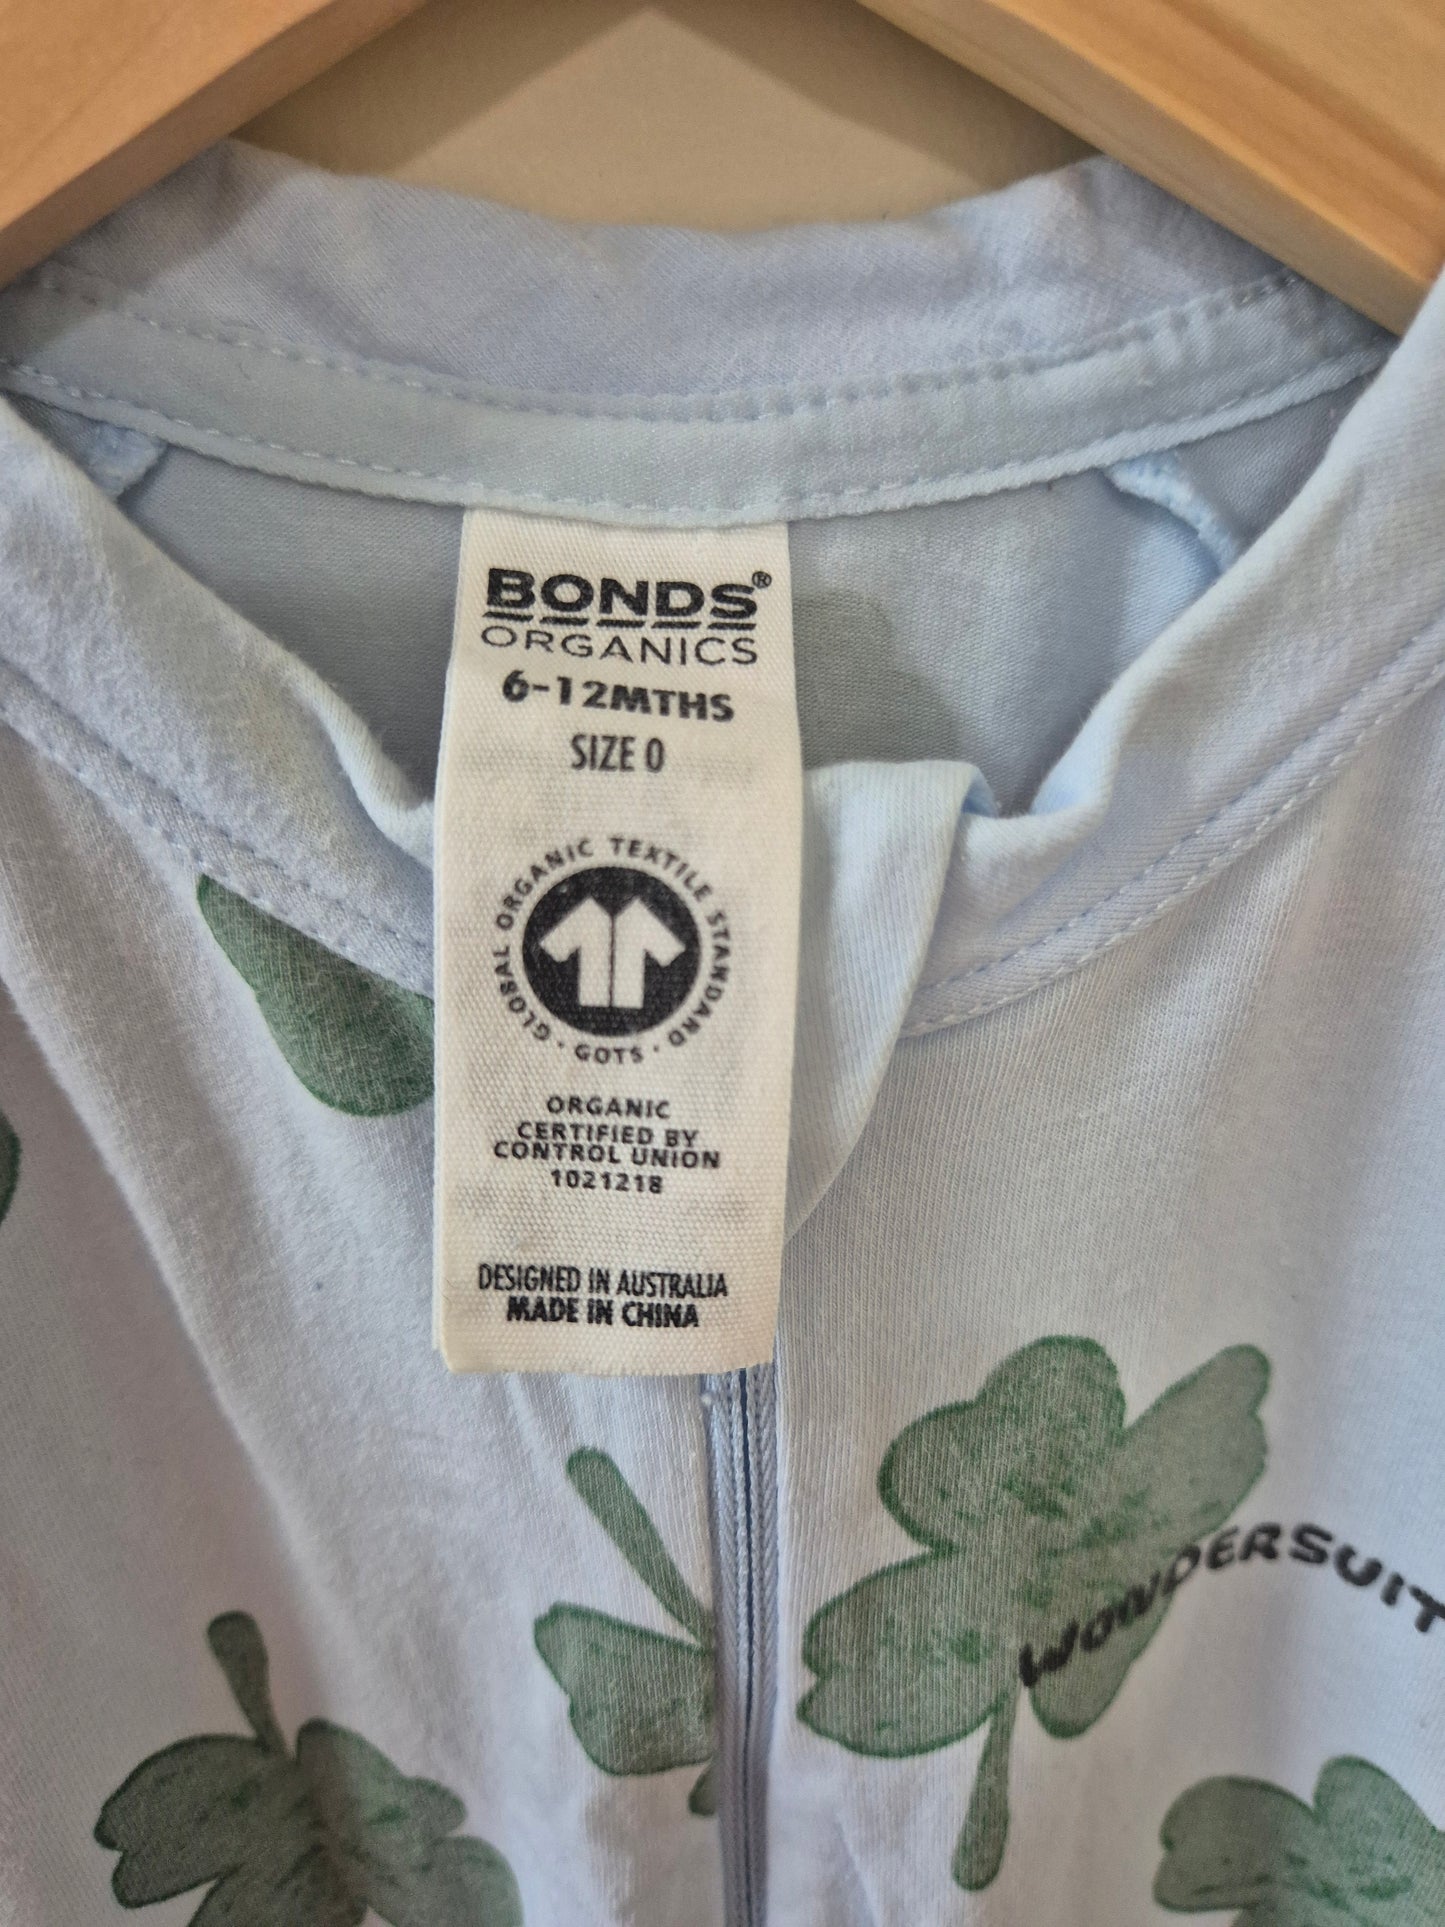 BONDS®
ORGANICS
6-12MTHS
SIZE 0
GLOBAL ORGANIC TEXTILE STANDARD
· GOTS ·
ORGANIC
CERTIFIED BY
CONTROL UNION
1021218
DESIGNED IN AUSTRALIA
MADE IN CHINA
WONDERSUIT